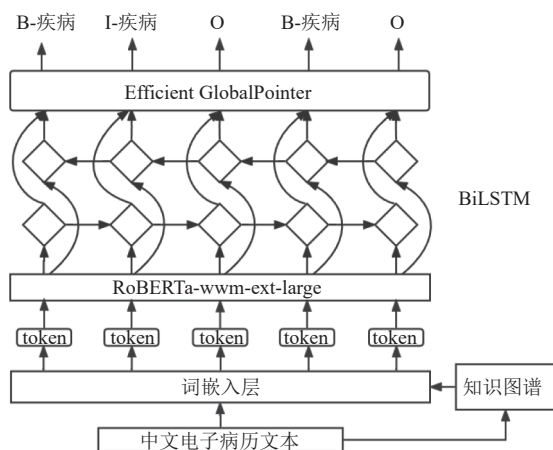 B-疾病 I-疾病 O B-疾病 O
Efficient GlobalPointer
BiLSTM
RoBERTa-wwm-ext-large
token token token token token
词嵌入层 知识图谱
中文电子病历文本